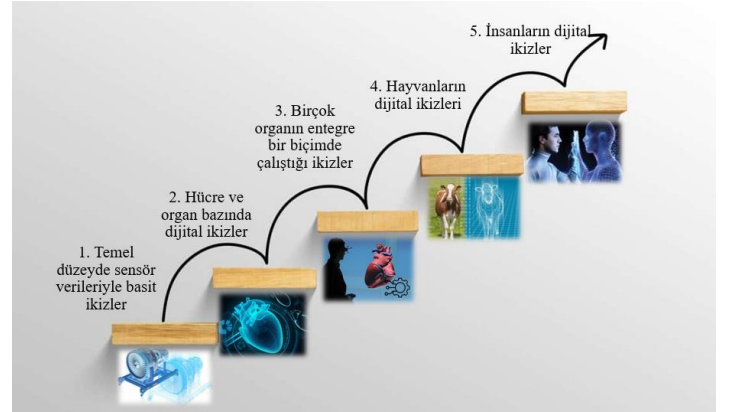 5. İnsanların dijital
ikizler
4. Hayvanların
dijital ikizleri
3. Birçok
organın entegre
bir biçimde
çalıştığı ikizler
2. Hücre ve
organ bazında
dijital ikizler
1. Temel
düzeyde sensör
verileriyle basit
ikizler